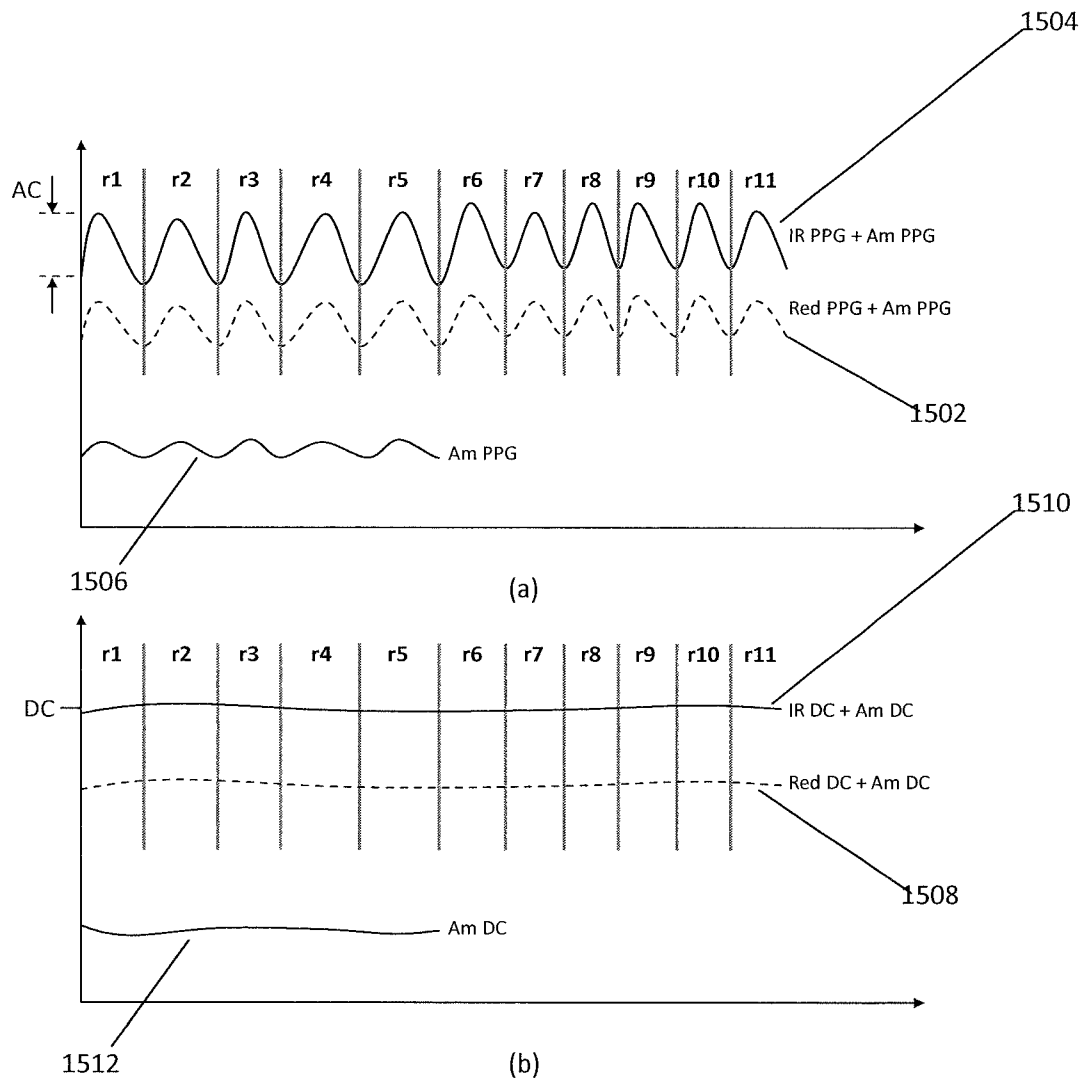 1504
r1 r2 r3 r4 r5 r6 r7 r8 r9 r10 r11
AC
IR PPG + Am PPG
Red PPG + Am PPG
1502
Am PPG
1510
1506
(a)
r1 r2 r3 r4 r5 r6 r7 r8 r9 r10 r11
DC
IR DC + Am DC
Red DC + Am DC
1508
Am DC
1512
(b)